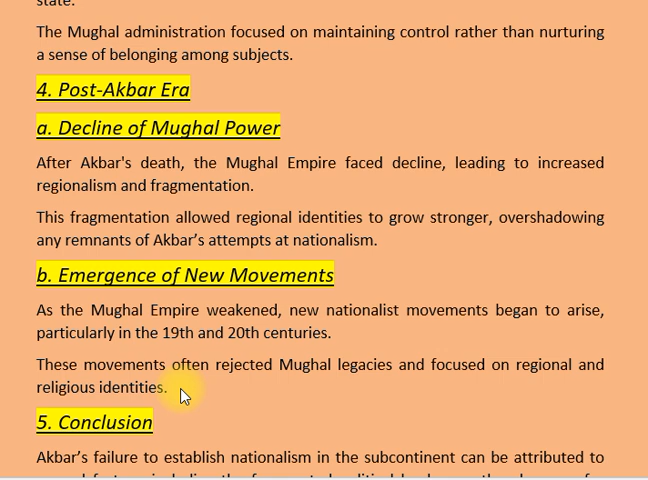 state.
The Mughal administration focused on maintaining control rather than nurturing
a sense of belonging among subjects.
4. Post-Akbar Era
a. Decline of Mughal Power
After Akbar's death, the Mughal Empire faced decline, leading to increased
regionalism and fragmentation.
This fragmentation allowed regional identities to grow stronger, overshadowing
any remnants of Akbar’s attempts at nationalism.
b. Emergence of New Movements
As the Mughal Empire weakened, new nationalist movements began to arise,
particularly in the 19th and 20th centuries.
These movements often rejected Mughal legacies and focused on regional and
religious identities.
5. Conclusion
Akbar’s failure to establish nationalism in the subcontinent can be attributed to